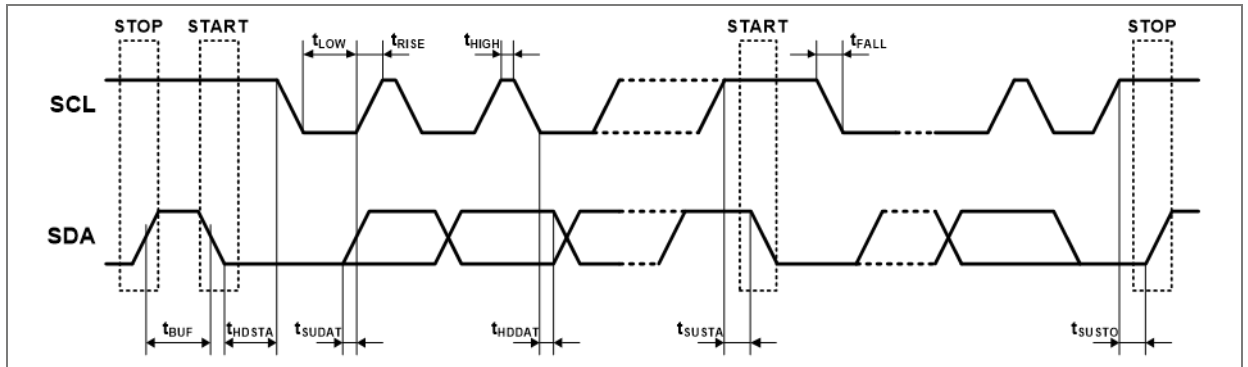 STOP START START STOP
tLOW tRISE tHIGH tFALL
SCL
SDA
tBUF tHDSTA tSUDAT tHDDAT tSUSTA tSUSTO